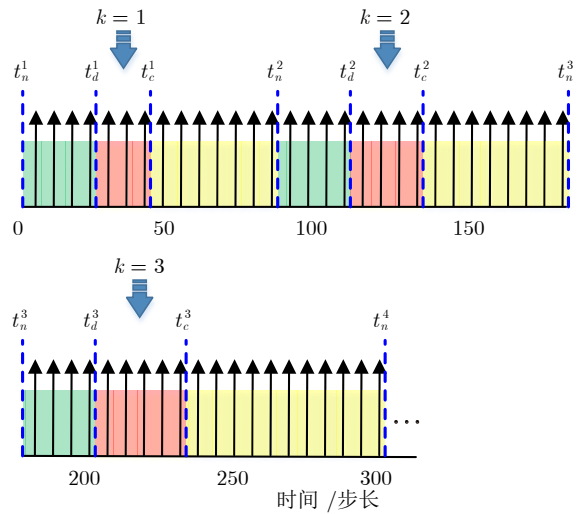 k = 1 k = 2
t_n^1 t_d^1 t_c^1 t_n^2 t_d^2 t_c^2 t_n^3
0 50 100 150
k = 3
t_n^3 t_d^3 t_c^3 t_n^4
...
200 250 300
时间 /步长